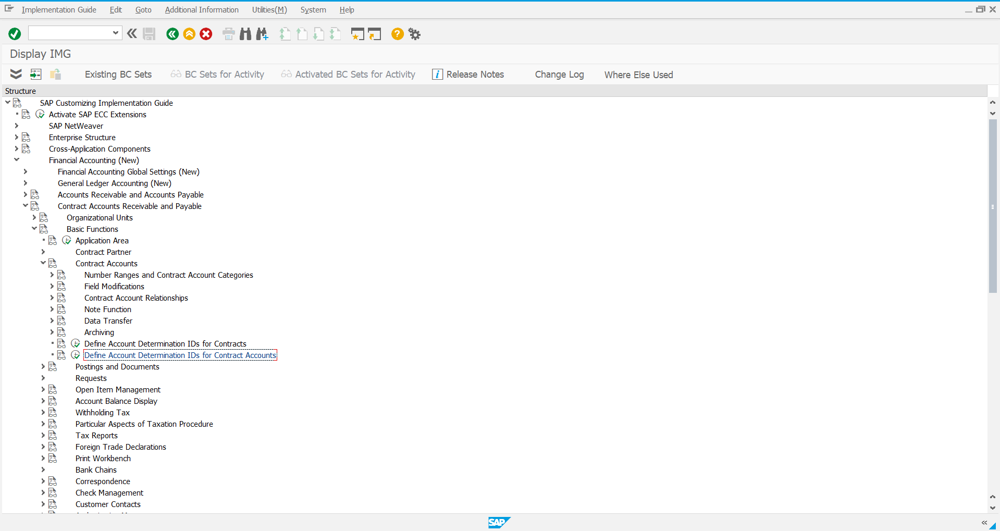 Implementation Guide Edit Goto Additional Information Utilities(M) System Help
Display IMG
Existing BC Sets BC Sets for Activity Activated BC Sets for Activity Release Notes Change Log Where Else Used
Structure
SAP Customizing Implementation Guide
Activate SAP ECC Extensions
SAP NetWeaver
Enterprise Structure
Cross-Application Components
Financial Accounting (New)
Financial Accounting Global Settings (New)
General Ledger Accounting (New)
Accounts Receivable and Accounts Payable
Contract Accounts Receivable and Payable
Organizational Units
Basic Functions
Application Area
Contract Partner
Contract Accounts
Number Ranges and Contract Account Categories
Field Modifications
Contract Account Relationships
Note Function
Data Transfer
Archiving
Define Account Determination IDs for Contracts
Define Account Determination IDs for Contract Accounts
Postings and Documents
Requests
Open Item Management
Account Balance Display
Withholding Tax
Particular Aspects of Taxation Procedure
Tax Reports
Foreign Trade Declarations
Print Workbench
Bank Chains
Correspondence
Check Management
Customer Contacts
SAP